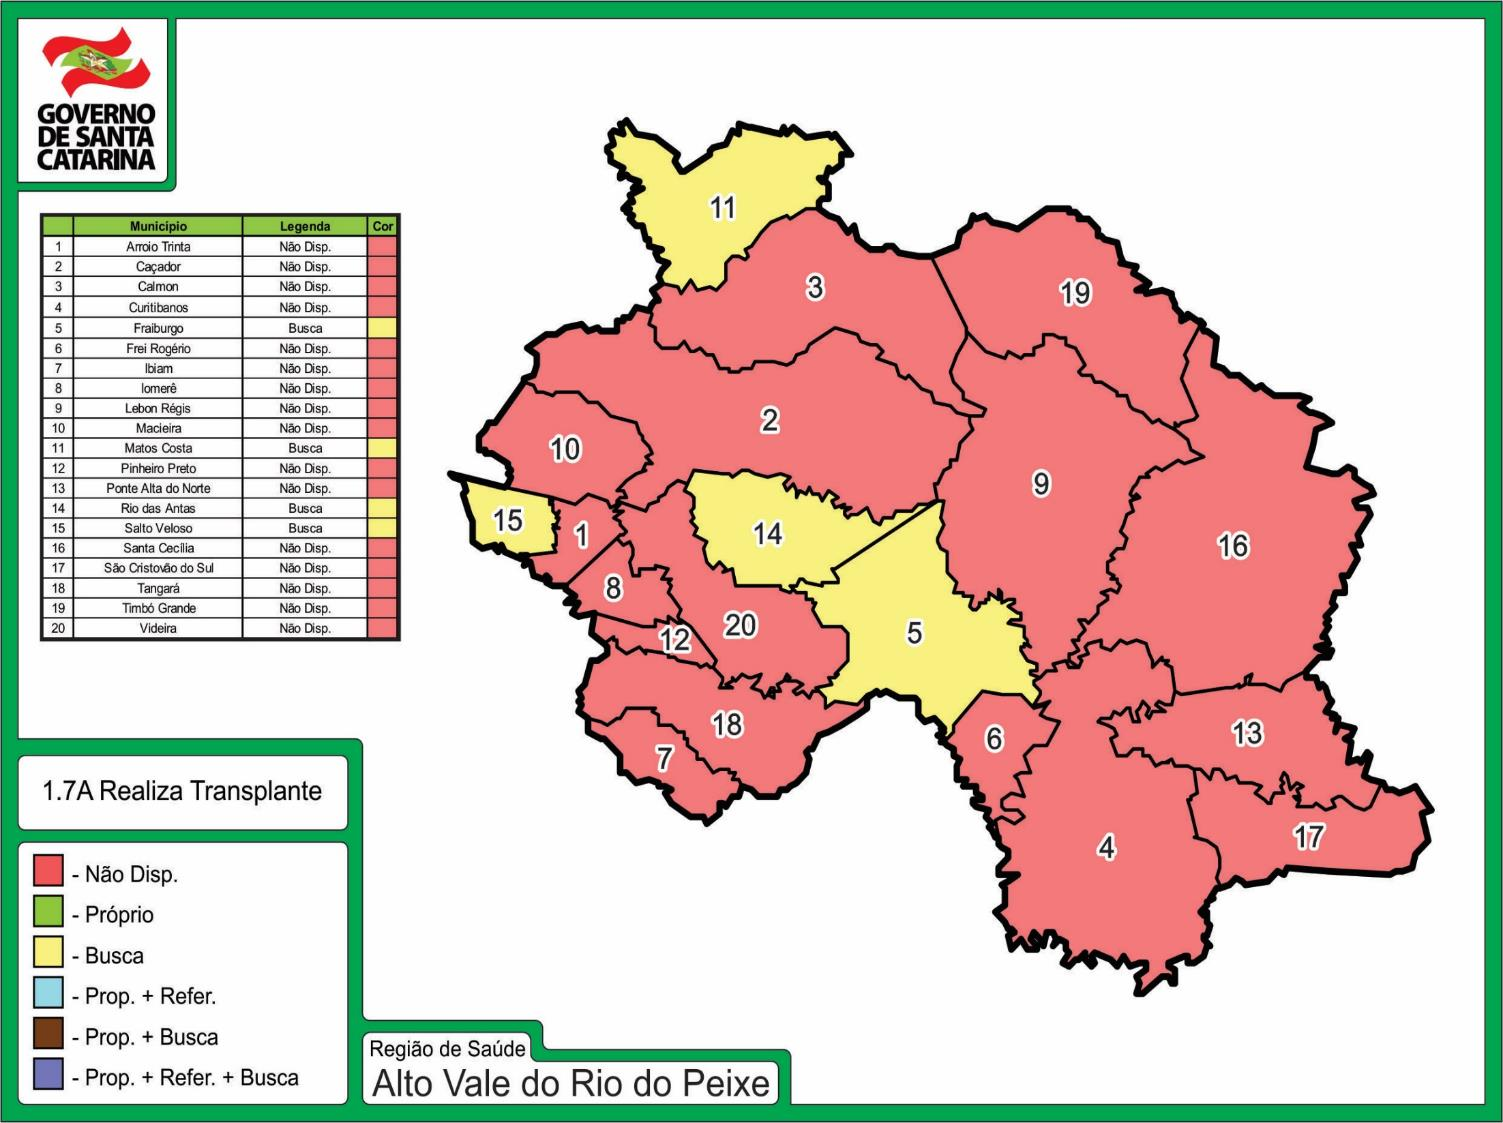 GOVERNO
DE SANTA
CATARINA
Município Legenda Cor
1 Arroio Trinta Não Disp.
2 Caçador Não Disp.
3 Calmon Não Disp.
4 Curitibanos Não Disp.
5 Fraiburgo Busca
6 Frei Rogério Não Disp.
7 Ibiam Não Disp.
8 Iomerê Não Disp.
9 Lebon Régis Não Disp.
10 Macieira Não Disp.
11 Matos Costa Busca
12 Pinheiro Preto Não Disp.
13 Ponte Alta do Norte Não Disp.
14 Rio das Antas Busca
15 Salto Veloso Busca
16 Santa Cecília Não Disp.
17 São Cristovão do Sul Não Disp.
18 Tangará Não Disp.
19 Timbó Grande Não Disp.
20 Videira Não Disp.
11
3
19
2
10
9
15
1
14
16
8
20
12
5
18
7
6
13
4
17
1.7A Realiza Transplante
- Não Disp.
- Próprio
- Busca
- Prop. + Refer.
- Prop. + Busca
- Prop. + Refer. + Busca
Região de Saúde
Alto Vale do Rio do Peixe